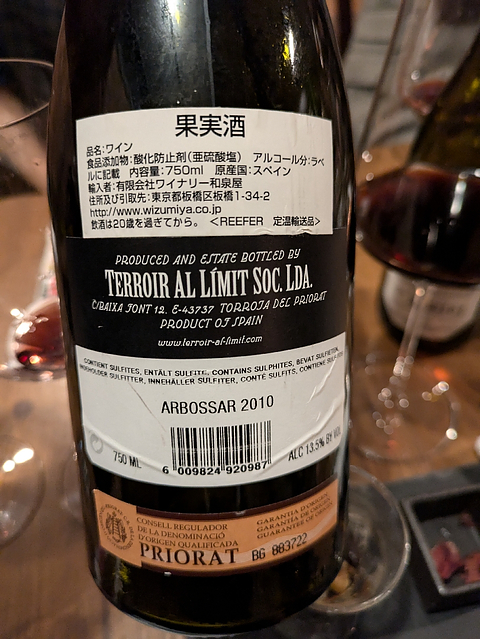 果実酒
品名:ワイン
食品添加物:酸化防止剤(亜硫酸塩) アルコール分:ラベ
ルに記載 内容量:750ml 原産国:スペイン
輸入者:有限会社ワイナリー和泉屋
住所及び引取先:東京都板橋区板橋1-34-2
http://www.wizumiya.co.jp
飲酒は20歳を過ぎてから。 <REEFER 定温輸送品>
PRODUCED AND ESTATE BOTTLED BY
TERROIR AL LÍMIT SOC. LDA.
C/BAIXA FONT 12. E-43737 TORROJA DEL PRIORAT
PRODUCT OF SPAIN
www.terroir-al-limit.com
CONTIENT SULFITES, ENTÄLT SULFITE, CONTAINS SULPHITES, BEVAT SULFIETEN,
INDEHOLDER SULFITTER, INNEHÅLLER SULFITER, CONTÉ SULFITS, CONTIENE
ARBOSSAR 2010
750 ML
6 009824 920987
ALC 13.5% BY VOL
CONSELL REGULADOR
DE LA DENOMINACIÓ
D'ORIGEN QUALIFICADA
PRIORAT
GARANTIA D'ORIGEN
GARANTÍA DE ORIGEN
GUARANTEE OF ORIGIN
BG 883722